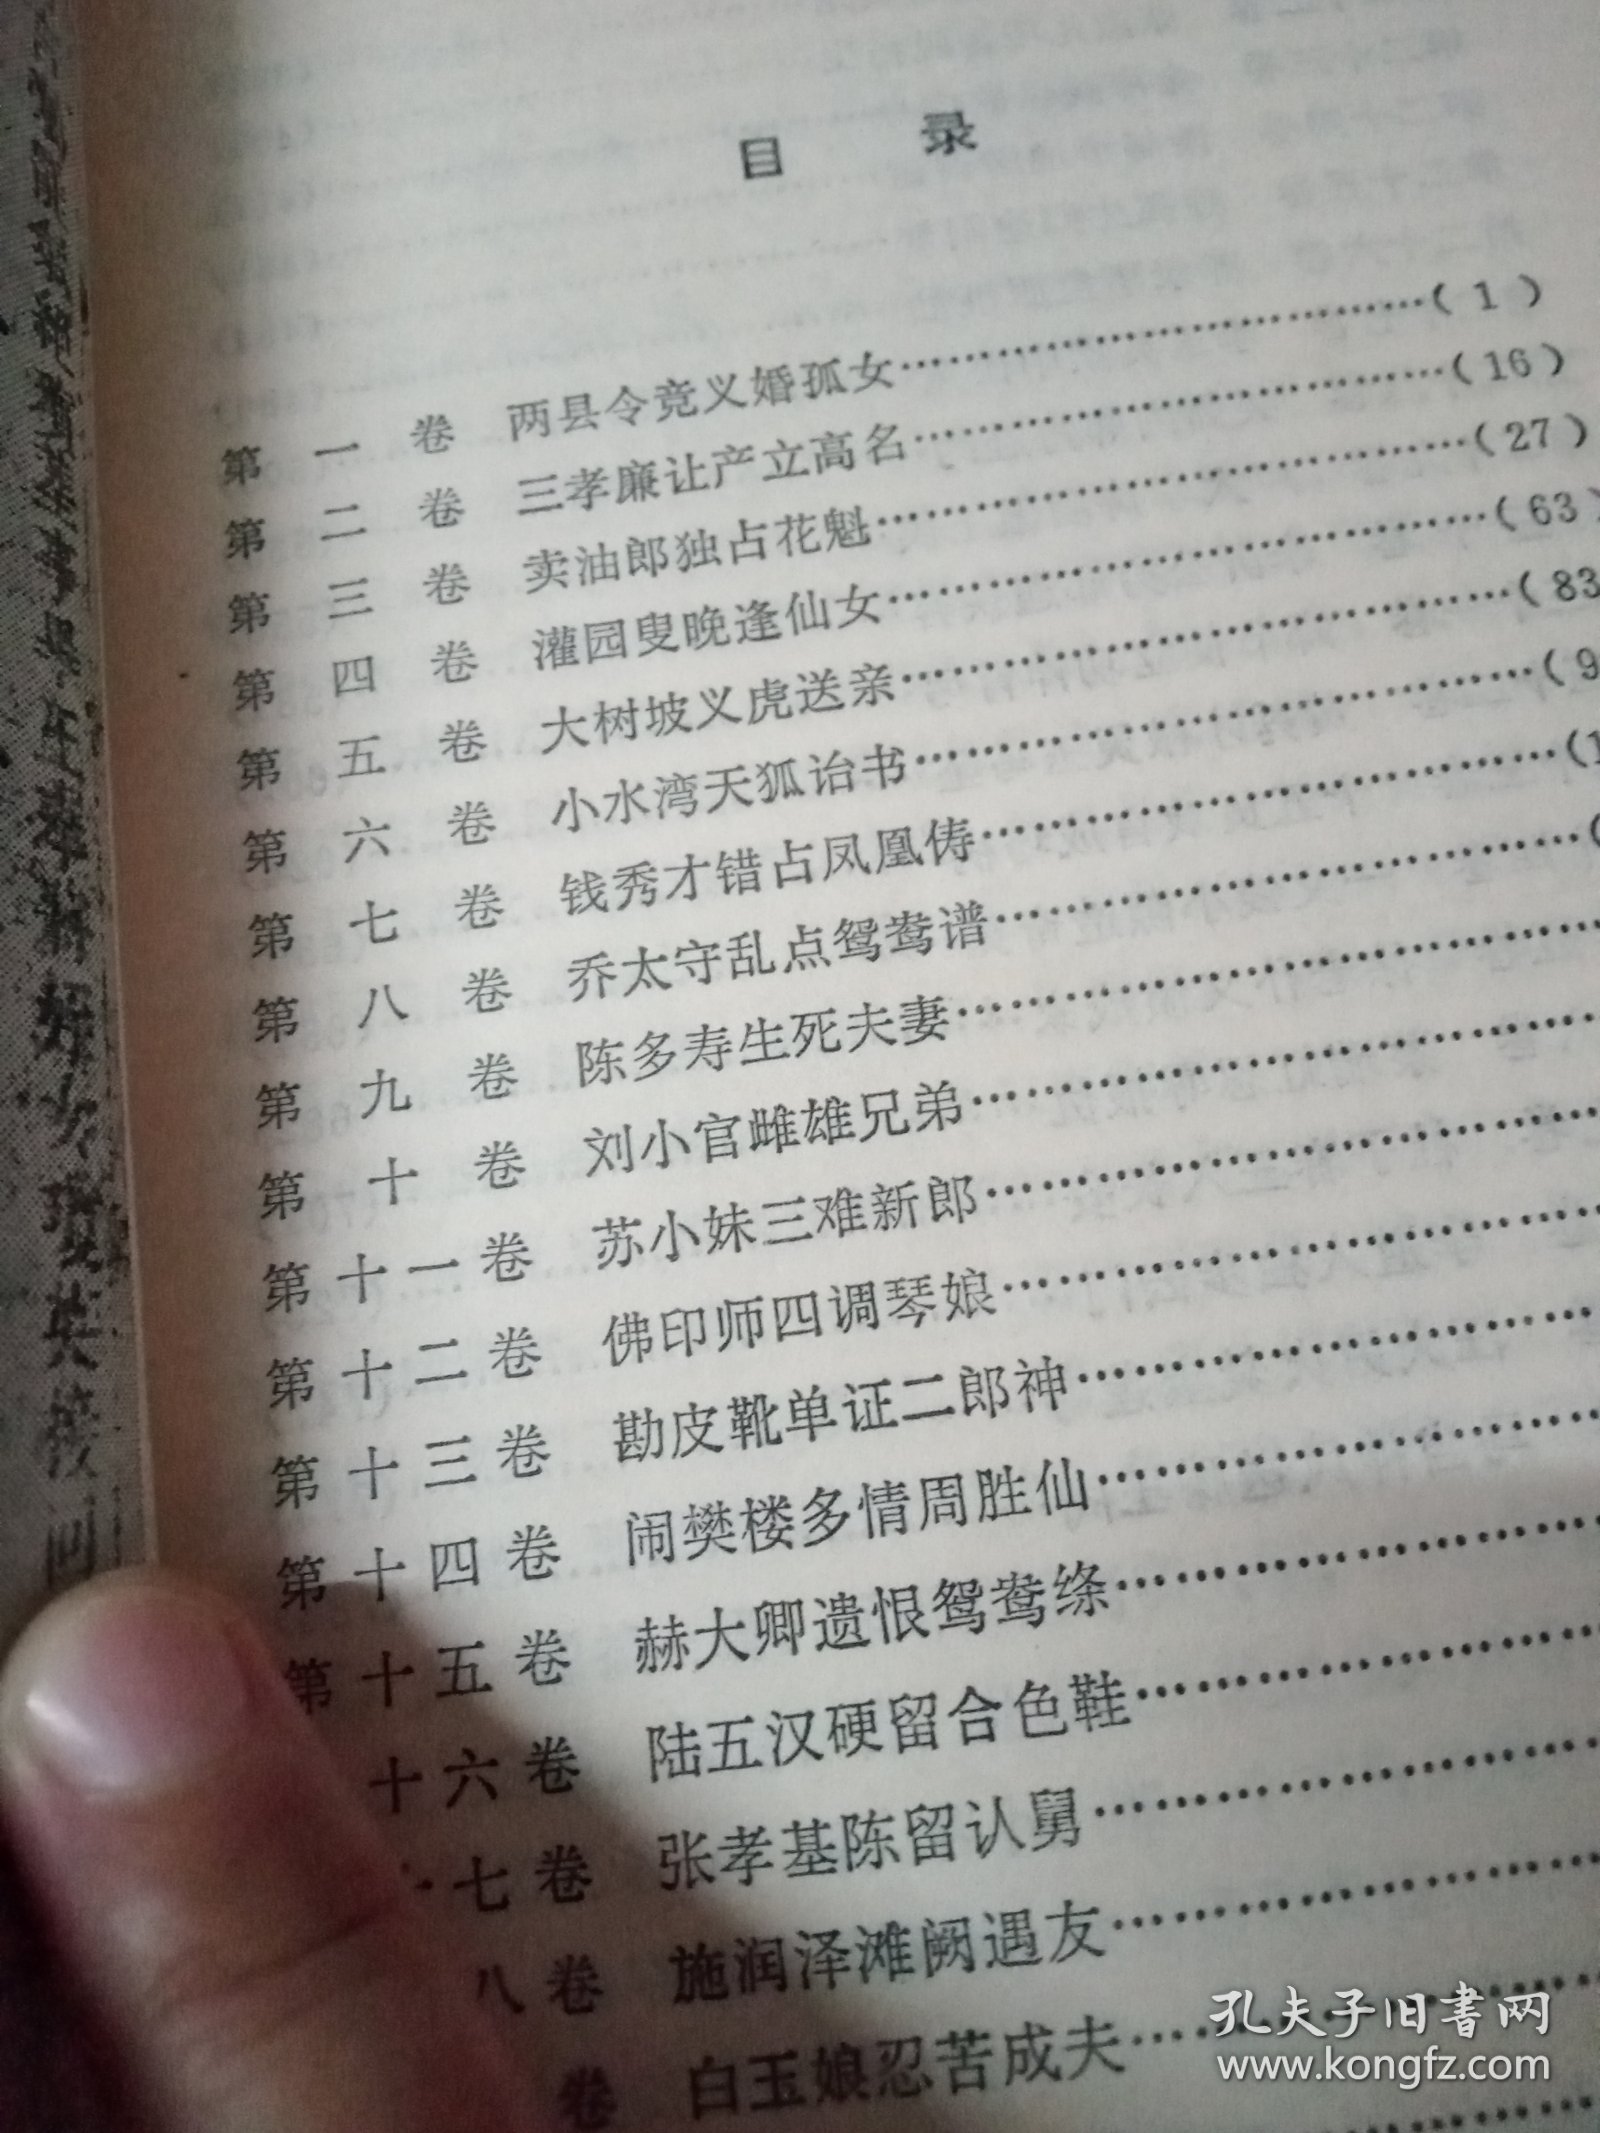 目 录
第一卷 两县令竞义婚孤女……………………(1)
第二卷 三孝廉让产立高名……………………(16)
第三卷 卖油郎独占花魁……………………(27)
第四卷 灌园叟晚逢仙女……………………(63)
第五卷 大树坡义虎送亲……………………(83
第六卷 小水湾天狐诒书……………………(9
第七卷 钱秀才错占凤凰俦……………………(1
第八卷 乔太守乱点鸳鸯谱……………………(
第九卷 陈多寿生死夫妻……………………
第十卷 刘小官雌雄兄弟……………………
第十一卷 苏小妹三难新郎……………………
第十二卷 佛印师四调琴娘……………………
第十三卷 勘皮靴单证二郎神……………………
第十四卷 闹樊楼多情周胜仙……………………
第十五卷 赫大卿遗恨鸳鸯绦……………………
十六卷 陆五汉硬留合色鞋……………………
七卷 张孝基陈留认舅……………………
八卷 施润泽滩阙遇友……………………
卷 白玉娘忍苦成夫……………………
孔夫子旧书网
www.kongfz.com